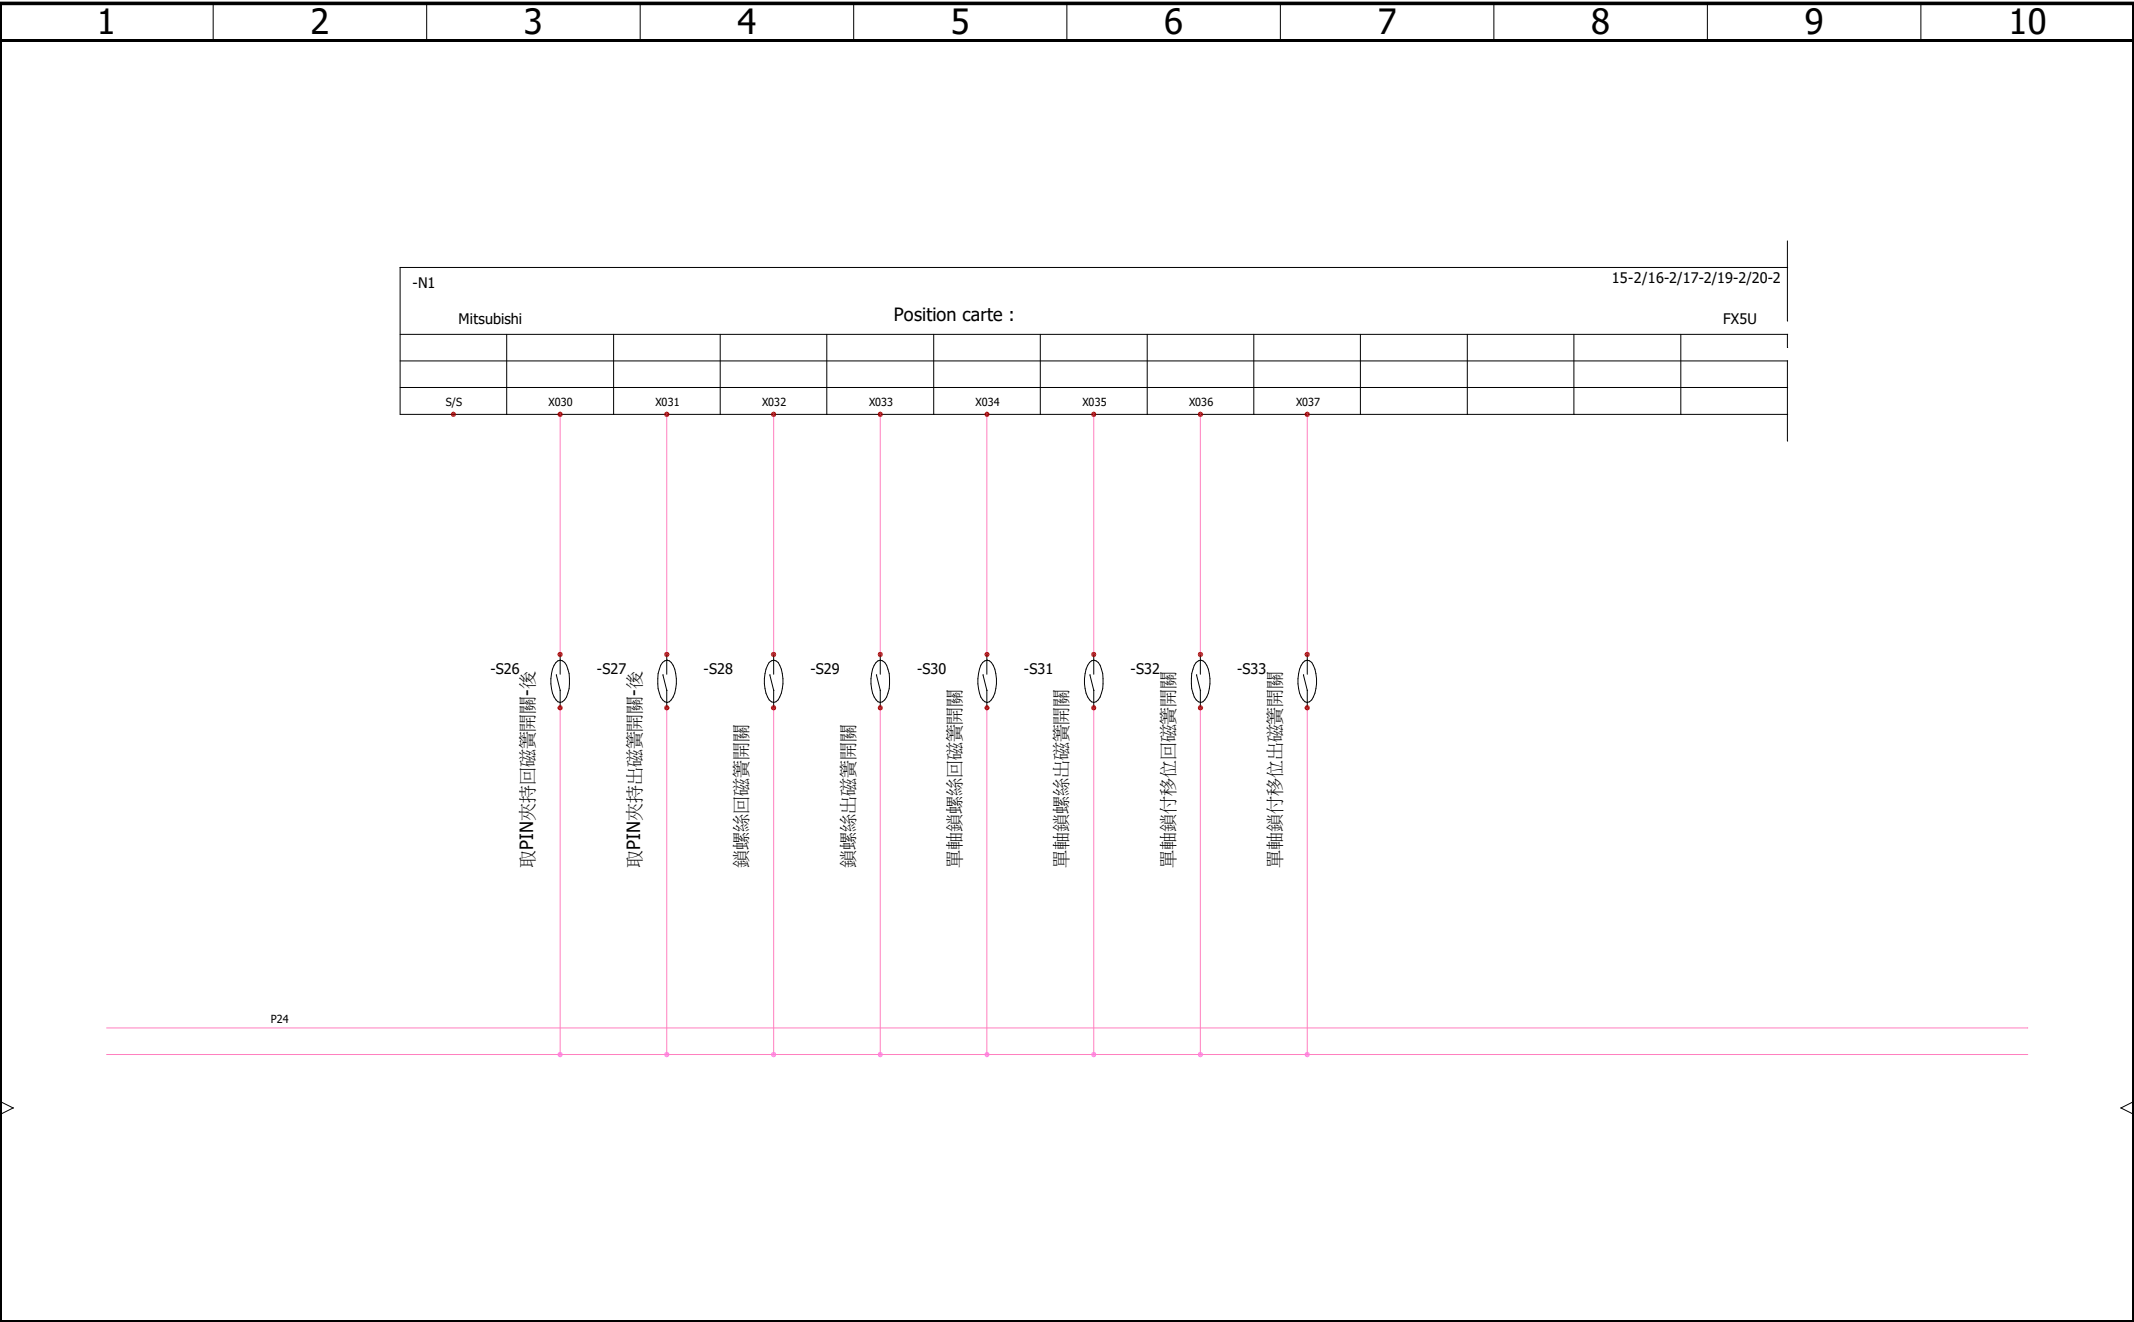 1 2 3 4 5 6 7 8 9 10
-N1 15-2/16-2/17-2/19-2/20-2
Mitsubishi Position carte : FX5U
S/S X030 X031 X032 X033 X034 X035 X036 X037
-S26 -S27 -S28 -S29 -S30 -S31 -S32 -S33
取PIN夾持回磁簧開關-後
取PIN夾持出磁簧開關-後
鎖螺絲回磁簧開關
鎖螺絲出磁簧開關
單軸鎖螺絲回磁簧開關
單軸鎖螺絲出磁簧開關
單軸鎖付移位回磁簧開關
單軸鎖付移位出磁簧開關
P24